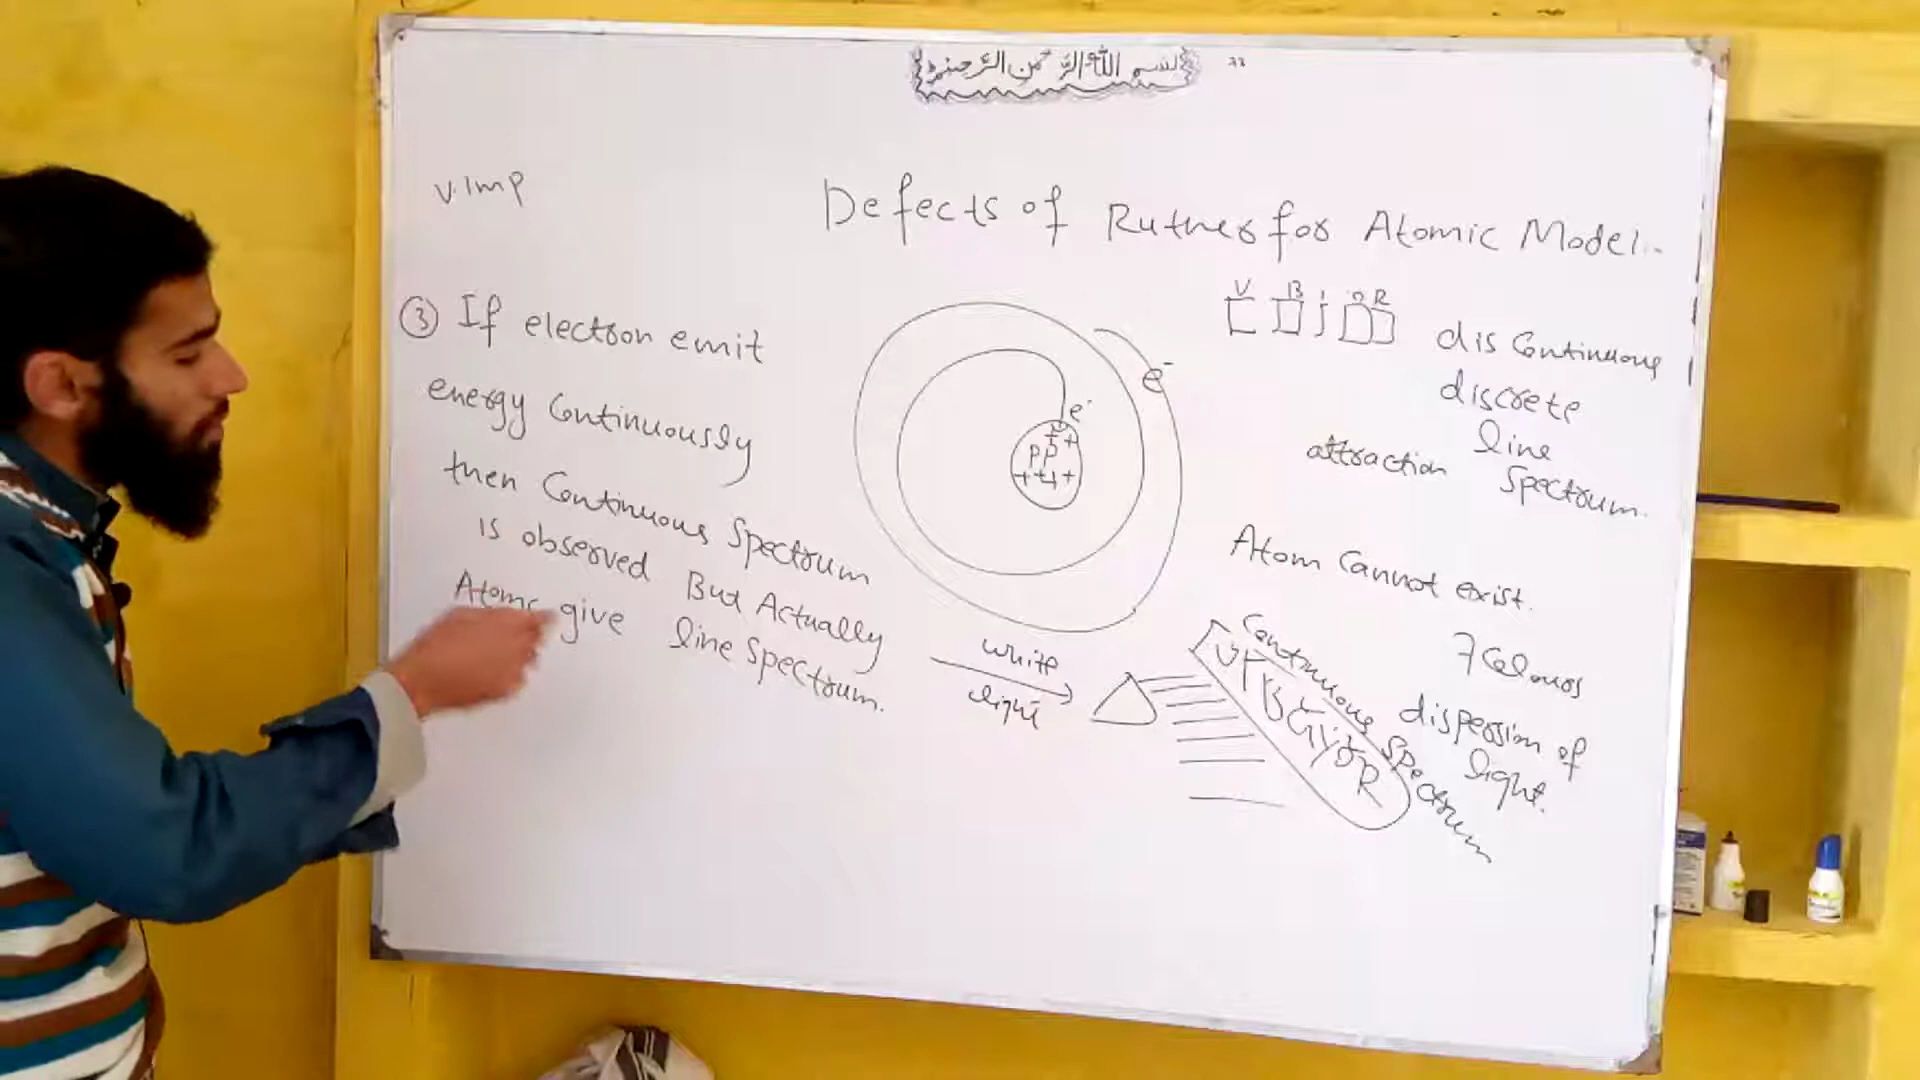 بسم الله الرحمن الرحيم
v.Imp
Defects of Rutherfor Atomic Model..
③ If electron emit
energy Continuously
then Continuous Spectrum
is observed But Actually
Atoms give line Spectrum.
e⁻
e⁻
+
+
PP
+ + + +
V B I O R
dis Continuous
discrete
line
Spectrum.
attraction
Atom Cannot exist.
white
light
Continuous Spectrum
VIBGYOR
7 Colours
dispersion of
light.